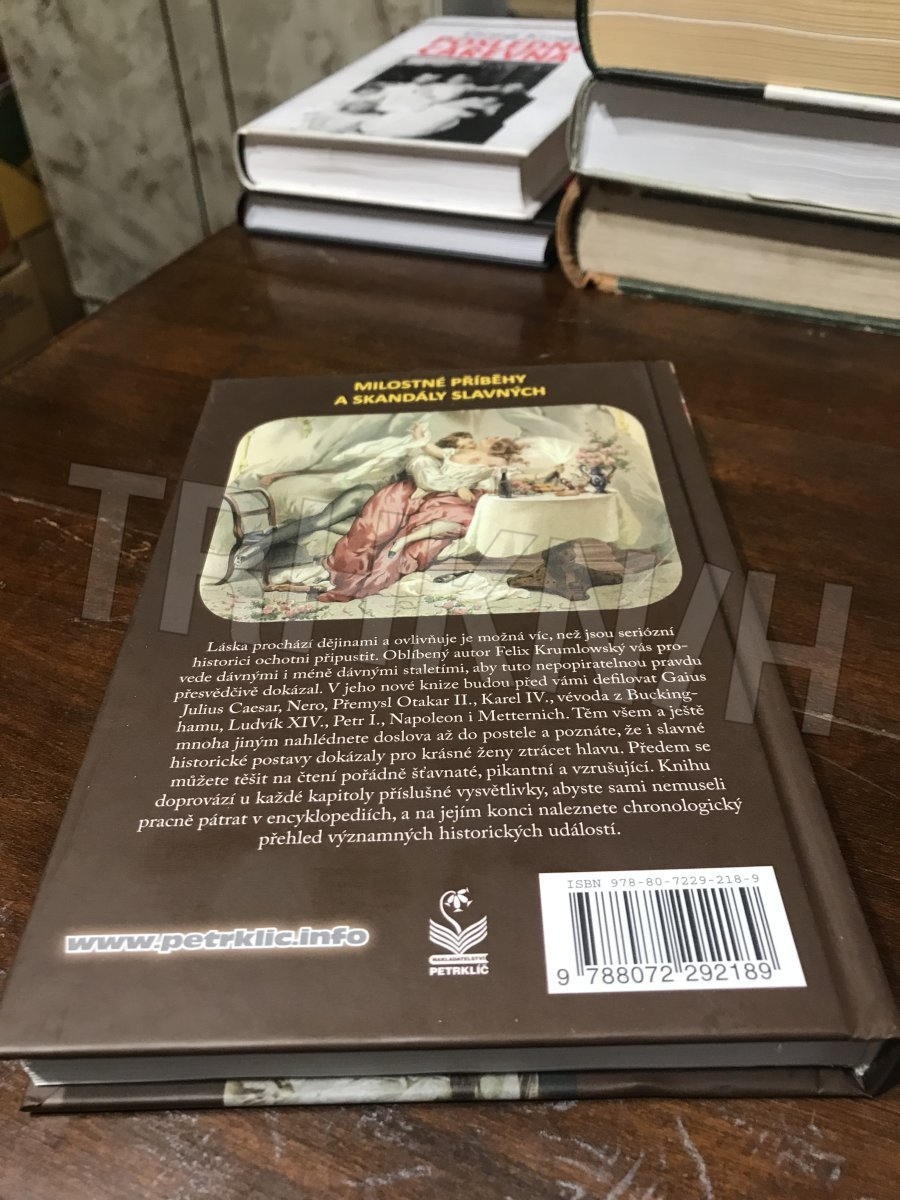 POSLEDNÍ
CAREVNA
MILOSTNÉ PŘÍBĚHY
A SKANDÁLY SLAVNÝCH
Láska prochází dějinami a ovlivňuje je možná víc, než jsou seriózní
historici ochotni připustit. Oblíbený autor Felix Krumlowský vás pro-
vede dávnými i méně dávnými staletími, aby tuto nepopiratelnou pravdu
přesvědčivě dokázal. V jeho nové knize budou před vámi defilovat Gaius
Julius Caesar, Nero, Přemysl Otakar II., Karel IV., vévoda z Bucking-
hamu, Ludvík XIV., Petr I., Napoleon i Metternich. Těm všem a ještě
mnoha jiným nahlédnete doslova až do postele a poznáte, že i slavné
historické postavy dokázaly pro krásné ženy ztrácet hlavu. Předem se
můžete těšit na čtení pořádně šťavnaté, pikantní a vzrušující. Knihu
doprovází u každé kapitoly příslušné vysvětlivky, abyste sami nemuseli
pracně pátrat v encyklopediích, a na jejím konci naleznete chronologický
přehled významných historických událostí.
ISBN 978-80-7229-218-9
www.petrklic.info
NAKLADATELSTVÍ
PETRKLÍČ
9 788072 292189